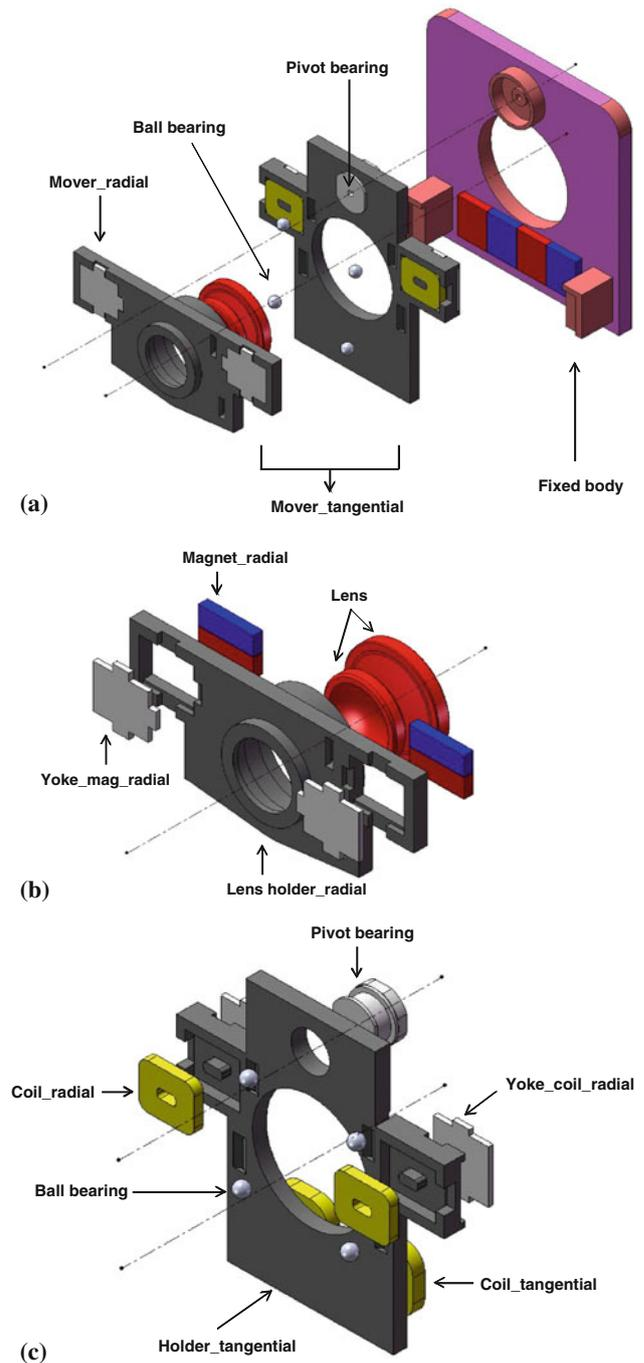 Pivot bearing
Ball bearing
Mover_radial
Fixed body
Mover_tangential
(a)
Magnet_radial
Lens
Yoke_mag_radial
Lens holder_radial
(b)
Pivot bearing
Coil_radial
Yoke_coil_radial
Ball bearing
Coil_tangential
Holder_tangential
(c)